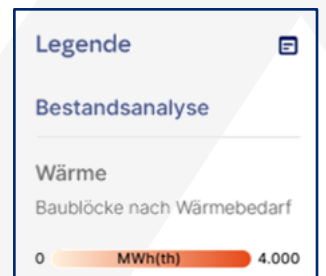 Legende
Bestandsanalyse
Wärme
Baublöcke nach Wärmebedarf
0 MWh(th) 4.000